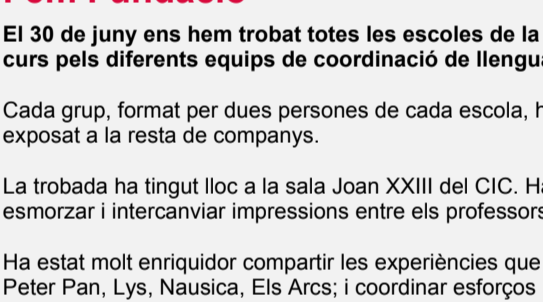 El 30 de juny ens hem trobat totes les escoles de la
curs pels diferents equips de coordinació de
Cada grup, format per dues persones de cada escola,
exposat a la resta de companys.
La trobada ha tingut lloc a la sala Joan XXIII del CIC.
esmorzar i intercanviar impressions entre els professors
Ha estat molt enriquidor compartir les experiències que
Peter Pan, Lys, Nausica, Els Arcs; i coordinar esforços